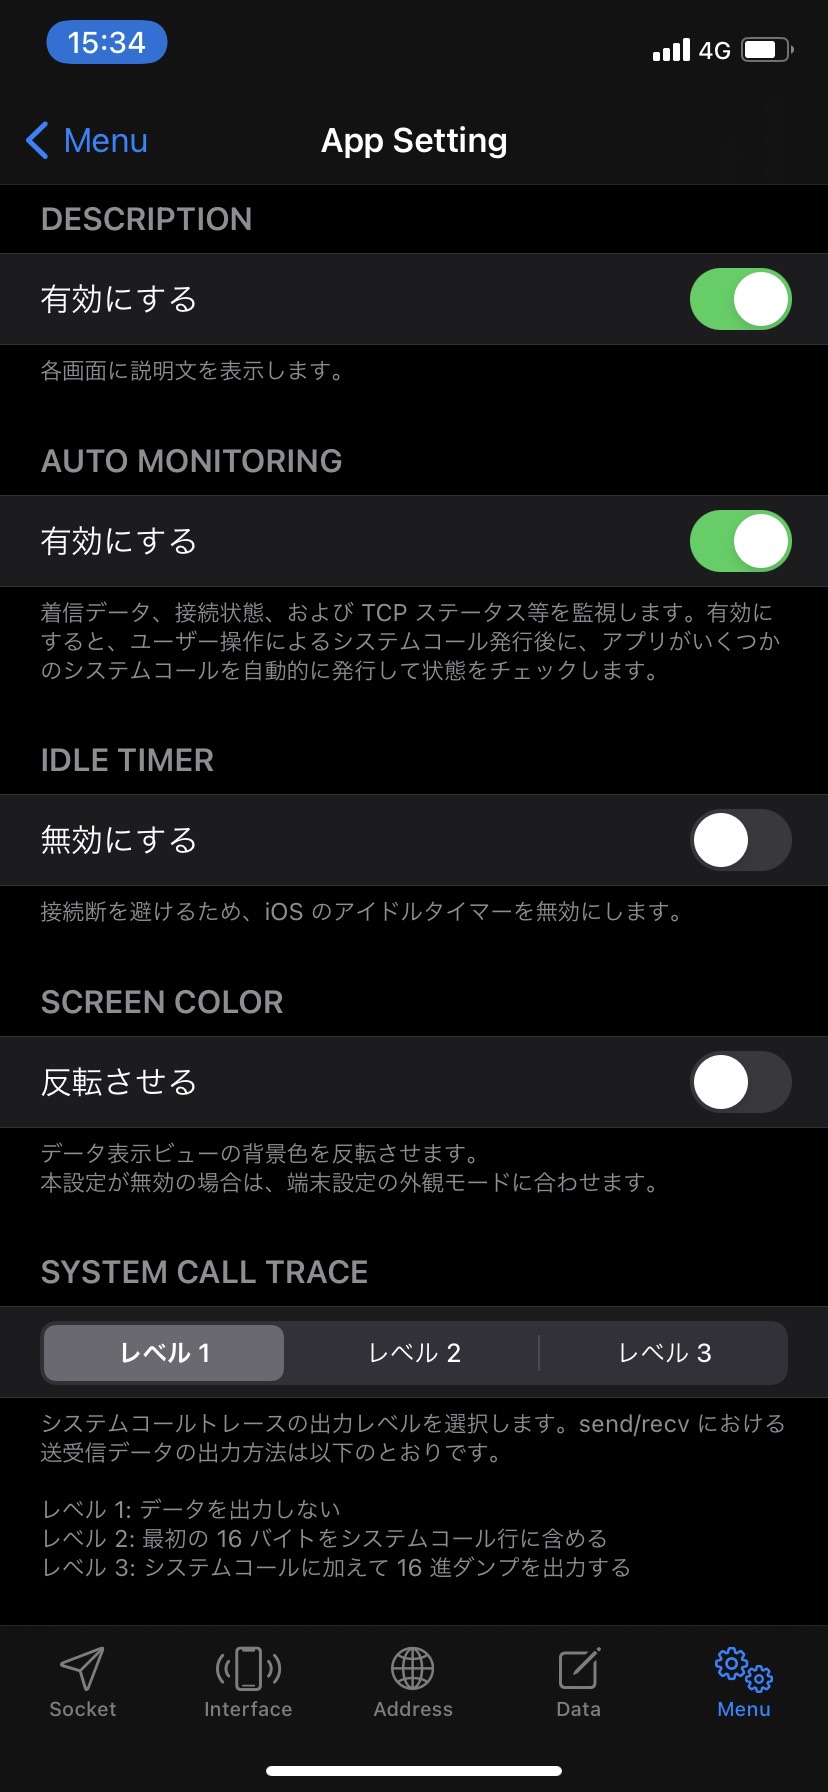 15:34
4G
Menu
App Setting
DESCRIPTION
有効にする
各画面に説明文を表示します。
AUTO MONITORING
有効にする
着信データ、接続状態、および TCP ステータス等を監視します。有効に
すると、ユーザー操作によるシステムコール発行後に、アプリがいくつか
のシステムコールを自動的に発行して状態をチェックします。
IDLE TIMER
無効にする
接続断を避けるため、iOS のアイドルタイマーを無効にします。
SCREEN COLOR
反転させる
データ表示ビューの背景色を反転させます。
本設定が無効の場合は、端末設定の外観モードに合わせます。
SYSTEM CALL TRACE
レベル 1
レベル 2
レベル 3
システムコールトレースの出力レベルを選択します。send/recv における
送受信データの出力方法は以下のとおりです。
レベル 1: データを出力しない
レベル 2: 最初の 16 バイトをシステムコール行に含める
レベル 3: システムコールに加えて 16 進ダンプを出力する
Socket
Interface
Address
Data
Menu